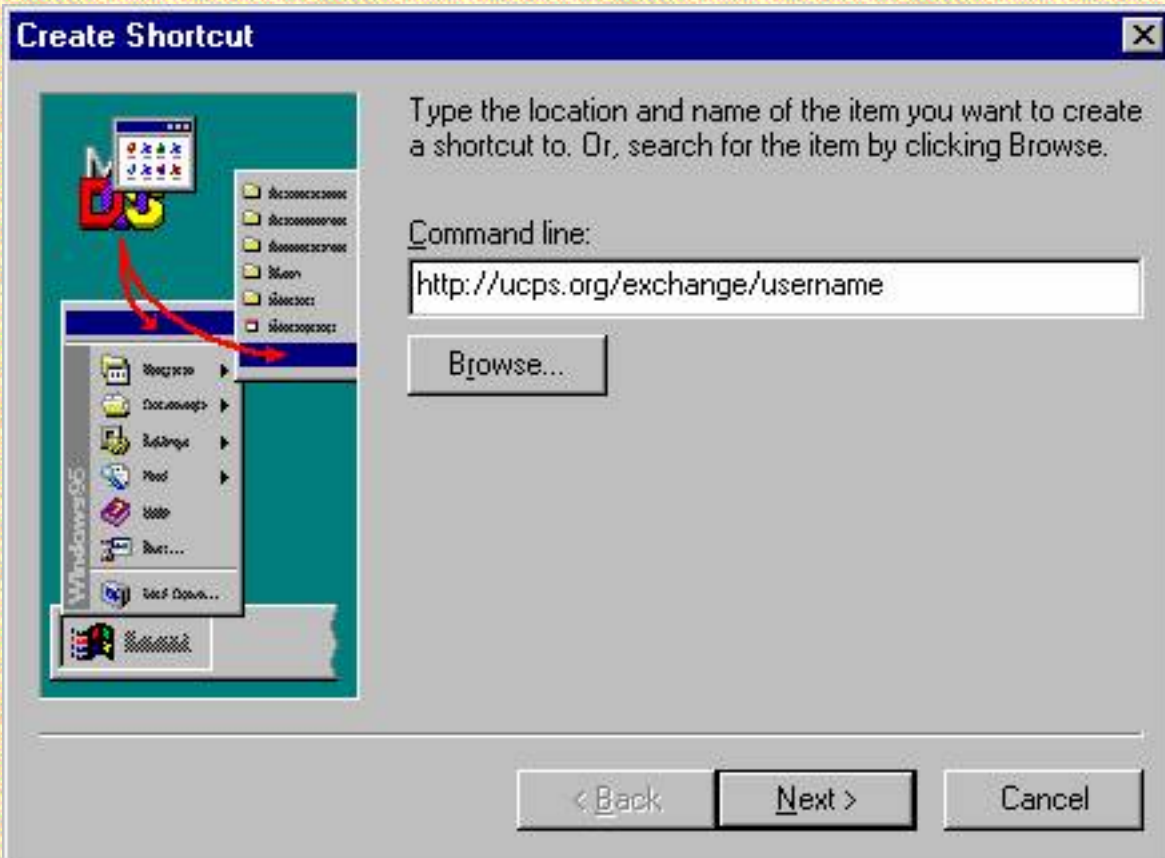 Create Shortcut
Type the location and name of the item you want to create
a shortcut to. Or, search for the item by clicking Browse.
Command line:
http://ucps.org/exchange/username
Browse...
Windows95
< Back
Next >
Cancel